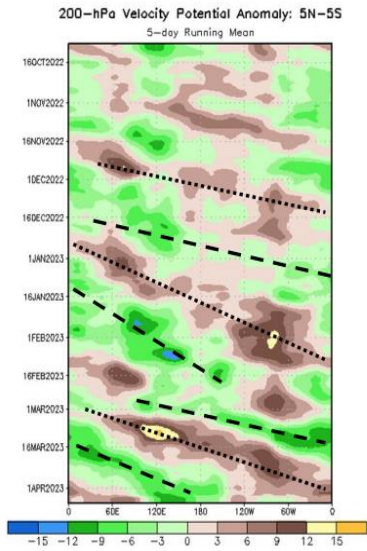 200-hPa Velocity Potential Anomaly: 5N-5S
5-day Running Mean
16OCT2022
1NOV2022
16NOV2022
1DEC2022
16DEC2022
1JAN2023
16JAN2023
1FEB2023
16FEB2023
1MAR2023
16MAR2023
1APR2023
0 60E 120E 180 120W 60W 0
-15 -12 -9 -6 -3 0 3 6 9 12 15